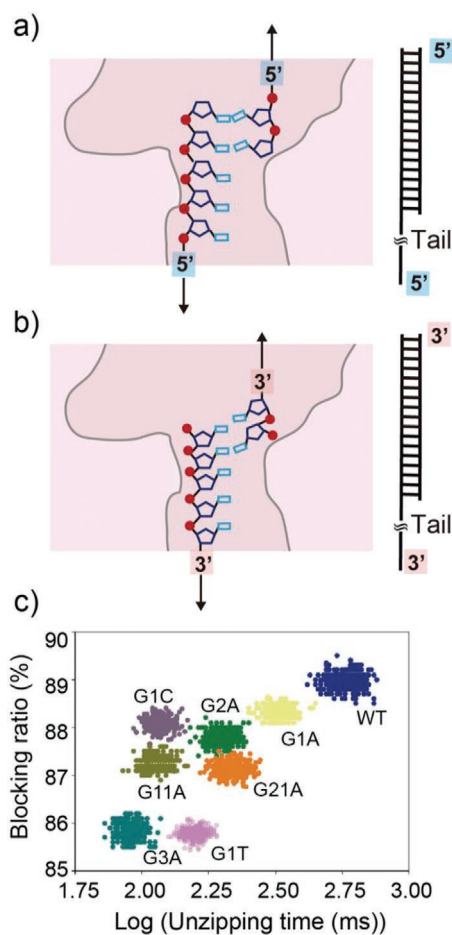 a)
5'
5'
5'
Tail
5'
b)
3'
3'
3'
Tail
3'
c)
90
89
88
87
86
85
Blocking ratio (%)
G1C
G2A
WT
G1A
G11A
G21A
G3A
G1T
1.75 2.00 2.25 2.50 2.75 3.00
Log (Unzipping time (ms))